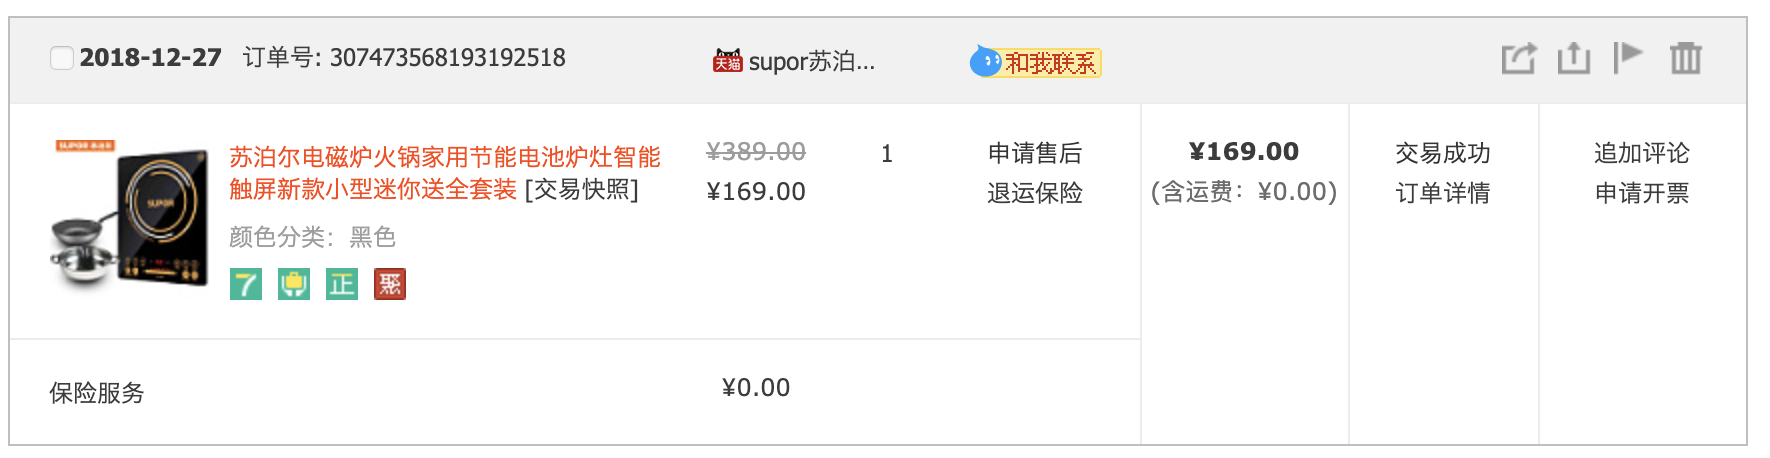 2018-12-27 订单号: 307473568193192518 天猫 supor苏泊... 和我联系
SUPOR 苏泊尔
苏泊尔电磁炉火锅家用节能电池炉灶智能
触屏新款小型迷你送全套装 [交易快照]
颜色分类：黑色
SUPOR
7 正 聚
¥389.00
¥169.00
1
申请售后
退运保险
¥169.00
(含运费：¥0.00)
交易成功
订单详情
追加评论
申请开票
保险服务 ¥0.00